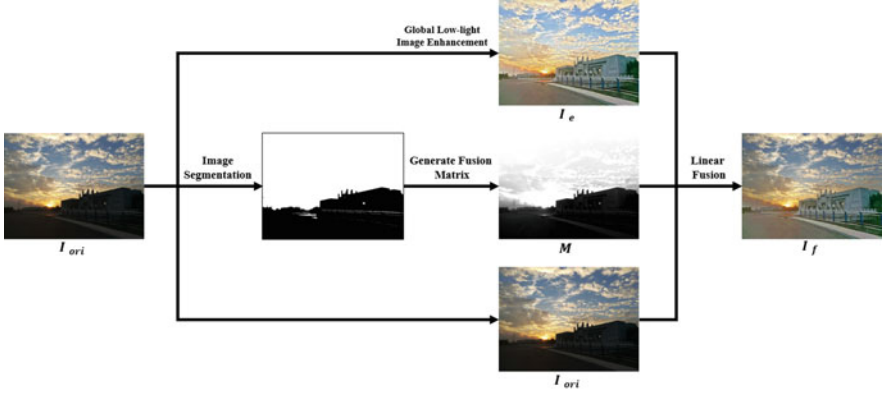 Global Low-light
Image Enhancement
I e
Image
Segmentation
Generate Fusion
Matrix
Linear
Fusion
I ori
M
I f
I ori